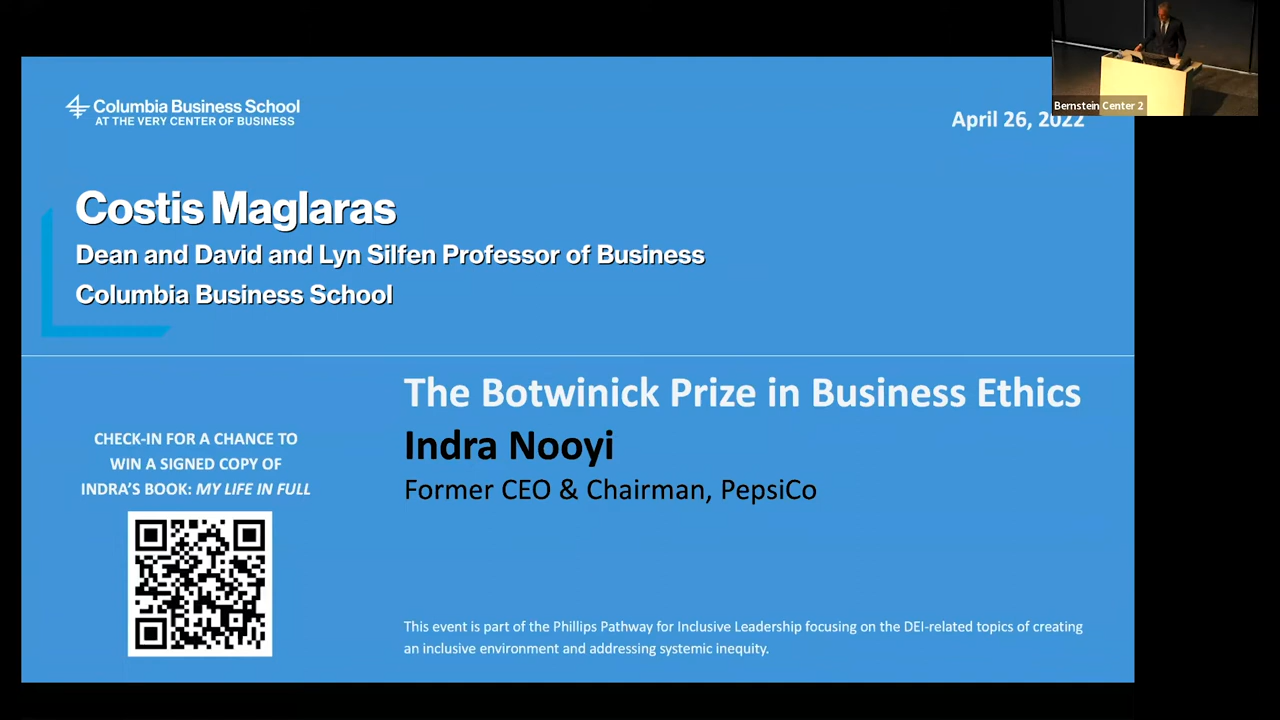 Columbia Business School
AT THE VERY CENTER OF BUSINESS
Bernstein Center 2
April 26, 2022
Costis Maglaras
Dean and David and Lyn Silfen Professor of Business
Columbia Business School
The Botwinick Prize in Business Ethics
Indra Nooyi
Former CEO & Chairman, PepsiCo
CHECK-IN FOR A CHANCE TO
WIN A SIGNED COPY OF
INDRA'S BOOK: MY LIFE IN FULL
This event is part of the Phillips Pathway for Inclusive Leadership focusing on the DEI-related topics of creating
an inclusive environment and addressing systemic inequity.